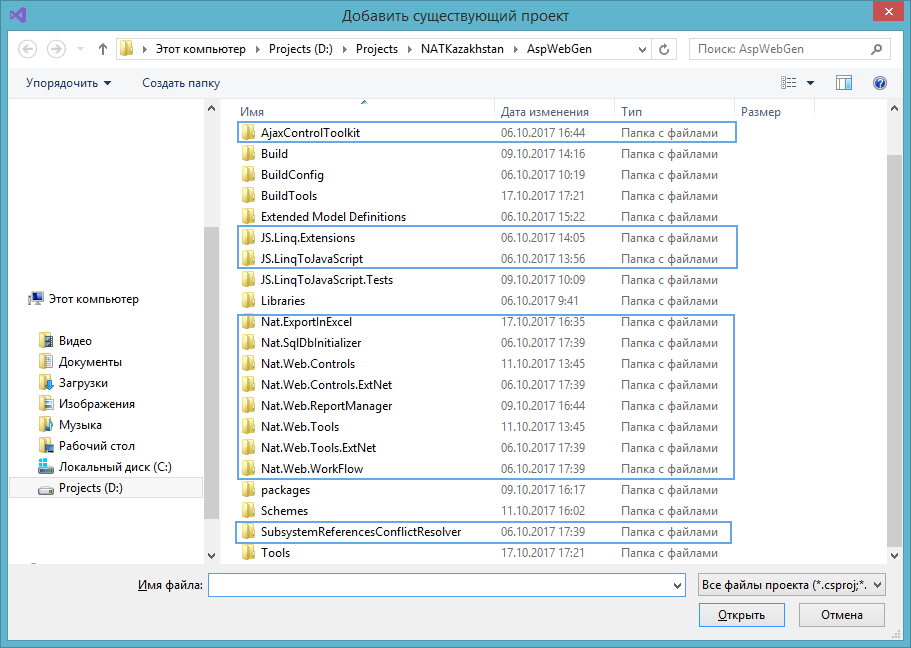 Добавить существующий проект
Этот компьютер Projects (D:) Projects NATKazakhstan AspWebGen
Поиск: AspWebGen
Упорядочить Создать папку
Имя Дата изменения Тип Размер
AjaxControlToolkit 06.10.2017 16:44 Папка с файлами
Build 09.10.2017 14:16 Папка с файлами
BuildConfig 06.10.2017 10:19 Папка с файлами
BuildTools 17.10.2017 17:21 Папка с файлами
Extended Model Definitions 06.10.2017 15:22 Папка с файлами
JS.Linq.Extensions 06.10.2017 14:05 Папка с файлами
JS.LinqToJavaScript 06.10.2017 13:56 Папка с файлами
JS.LinqToJavaScript.Tests 09.10.2017 10:09 Папка с файлами
Libraries 06.10.2017 9:41 Папка с файлами
Nat.ExportInExcel 17.10.2017 16:35 Папка с файлами
Nat.SqlDbInitializer 06.10.2017 17:39 Папка с файлами
Nat.Web.Controls 11.10.2017 13:45 Папка с файлами
Nat.Web.Controls.ExtNet 06.10.2017 17:39 Папка с файлами
Nat.Web.ReportManager 09.10.2017 16:44 Папка с файлами
Nat.Web.Tools 11.10.2017 13:45 Папка с файлами
Nat.Web.Tools.ExtNet 06.10.2017 17:39 Папка с файлами
Nat.Web.WorkFlow 06.10.2017 17:39 Папка с файлами
packages 09.10.2017 16:17 Папка с файлами
Schemes 11.10.2017 16:02 Папка с файлами
SubsystemReferencesConflictResolver 06.10.2017 17:39 Папка с файлами
Tools 17.10.2017 17:21 Папка с файлами
Этот компьютер
Видео
Документы
Загрузки
Изображения
Музыка
Рабочий стол
Локальный диск (C:)
Projects (D:)
Имя файла:
Все файлы проекта (*.csproj;*.
Открыть Отмена